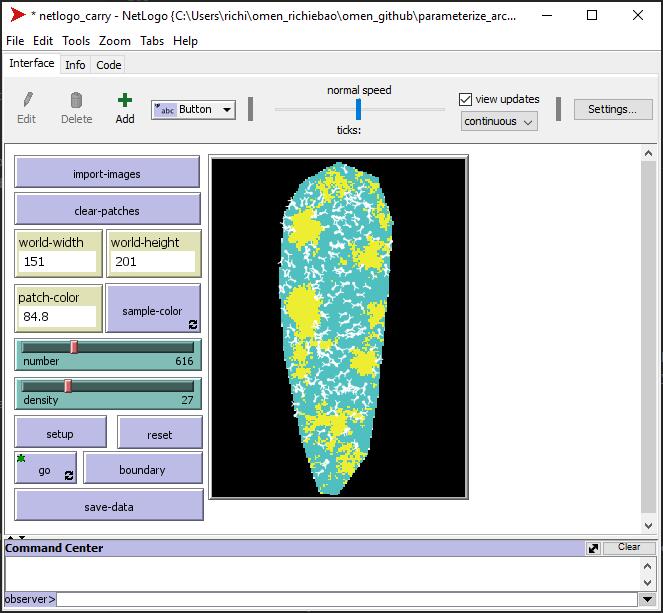 * netlogo_carry - NetLogo {C:\Users\richi\omen_richiebao\omen_github\parameterize_arc...
File Edit Tools Zoom Tabs Help
Interface Info Code
Edit Delete Add abc Button normal speed ticks: view updates continuous Settings...
import-images
clear-patches
world-width world-height
151 201
patch-color
84.8 sample-color
number 616
density 27
setup reset
go boundary
save-data
Command Center Clear
observer>